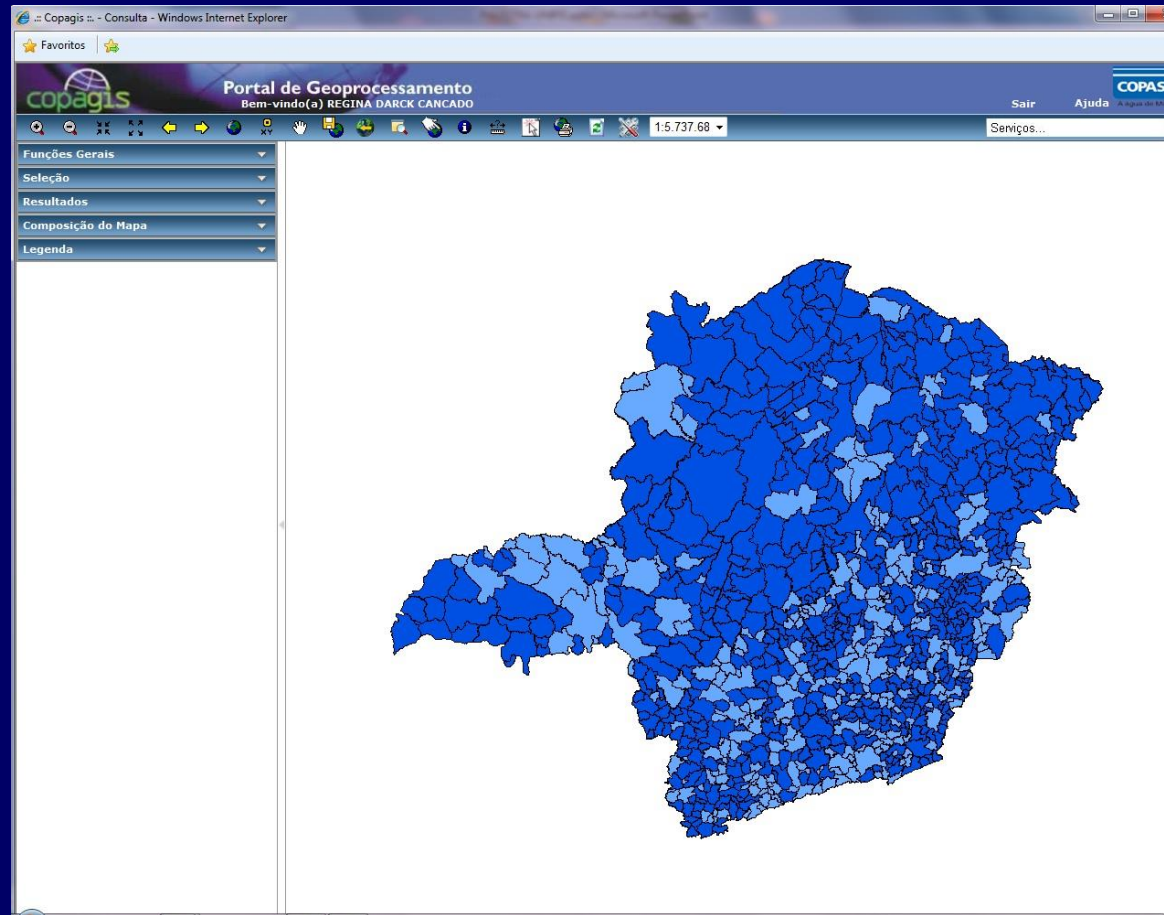 .:: Copagis ::. - Consulta - Windows Internet Explorer
Favoritos
copagis
Portal de Geoprocessamento
Bem-vindo(a) REGINA DARCK CANCADO
Sair
Ajuda
COPAS
1:5.737.68
Serviços...
Funções Gerais
Seleção
Resultados
Composição do Mapa
Legenda